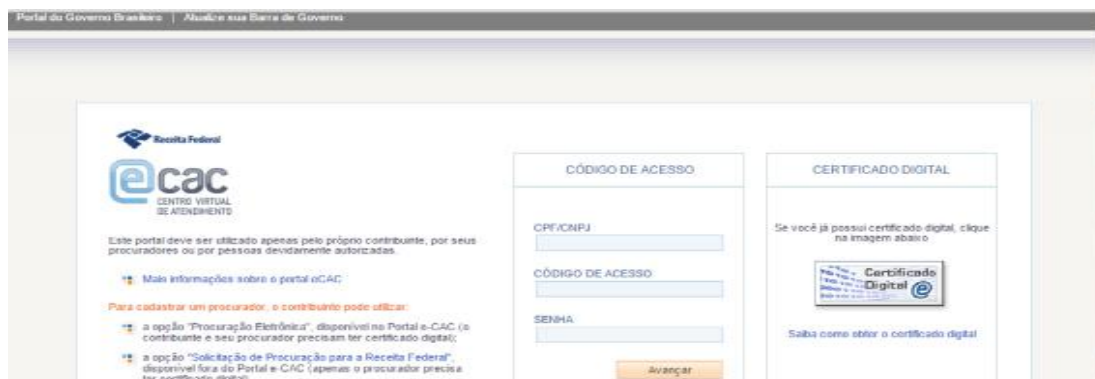 Portal do Governo Brasileiro | Atualize sua Barra de Governo
Receita Federal
ecac
CENTRO VIRTUAL
DE ATENDIMENTO
Este portal deve ser utilizado apenas pelo próprio contribuinte, por seus
procuradores ou por pessoas devidamente autorizadas.
Mais informações sobre o portal eCAC
Para cadastrar um procurador, o contribuinte pode utilizar:
a opção "Procuração Eletrônica", disponível no Portal e-CAC (o
contribuinte e seu procurador precisam ter certificado digital);
a opção "Solicitação de Procuração para a Receita Federal",
disponível fora do Portal e-CAC (apenas o procurador precisa
ter certificado digital)
CÓDIGO DE ACESSO
CPF/CNPJ
CÓDIGO DE ACESSO
SENHA
Avançar
CERTIFICADO DIGITAL
Se você já possui certificado digital, clique
na imagem abaixo
Certificado
Digital e
Saiba como obter o certificado digital